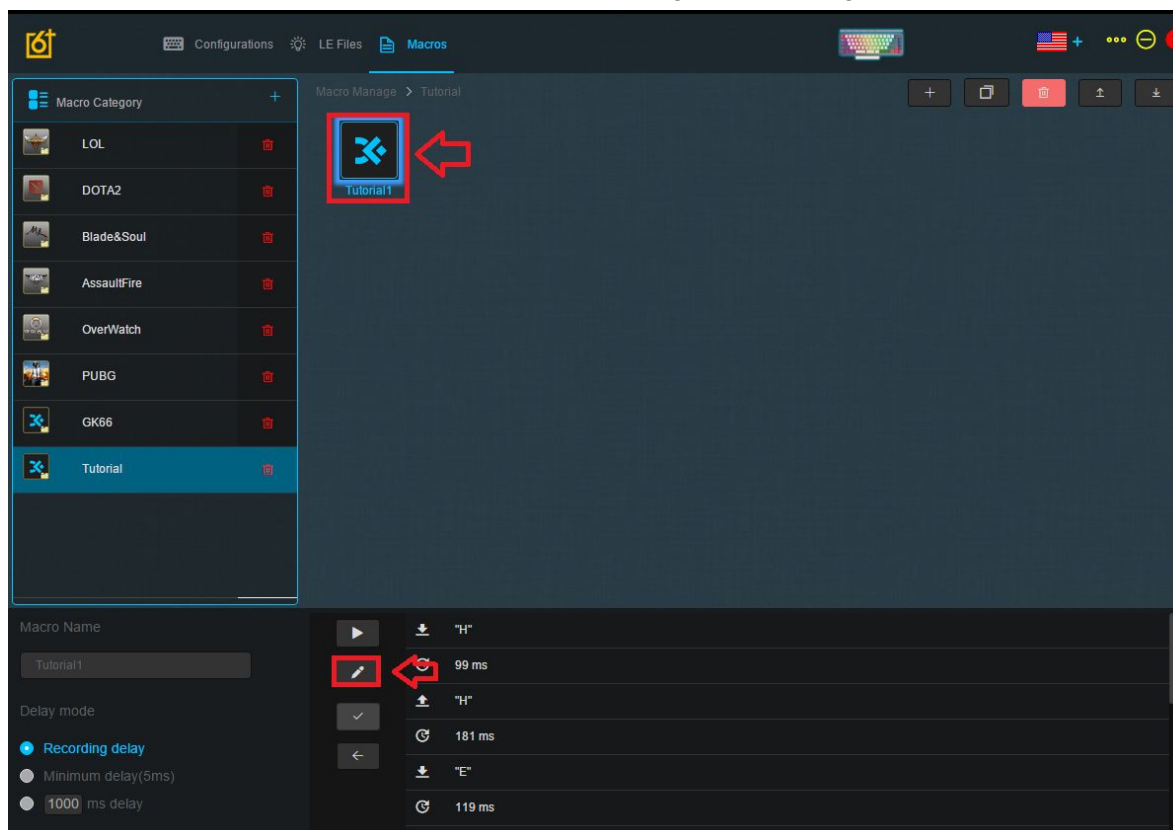 Configurations
LE Files
Macros
Macro Category
Macro Manage > Tutorial
LOL
Tutorial1
DOTA2
Blade&Soul
AssaultFire
OverWatch
PUBG
GK66
Tutorial
Macro Name
Tutorial1
Delay mode
Recording delay
Minimum delay(5ms)
1000 ms delay
"H"
99 ms
"H"
181 ms
"E"
119 ms